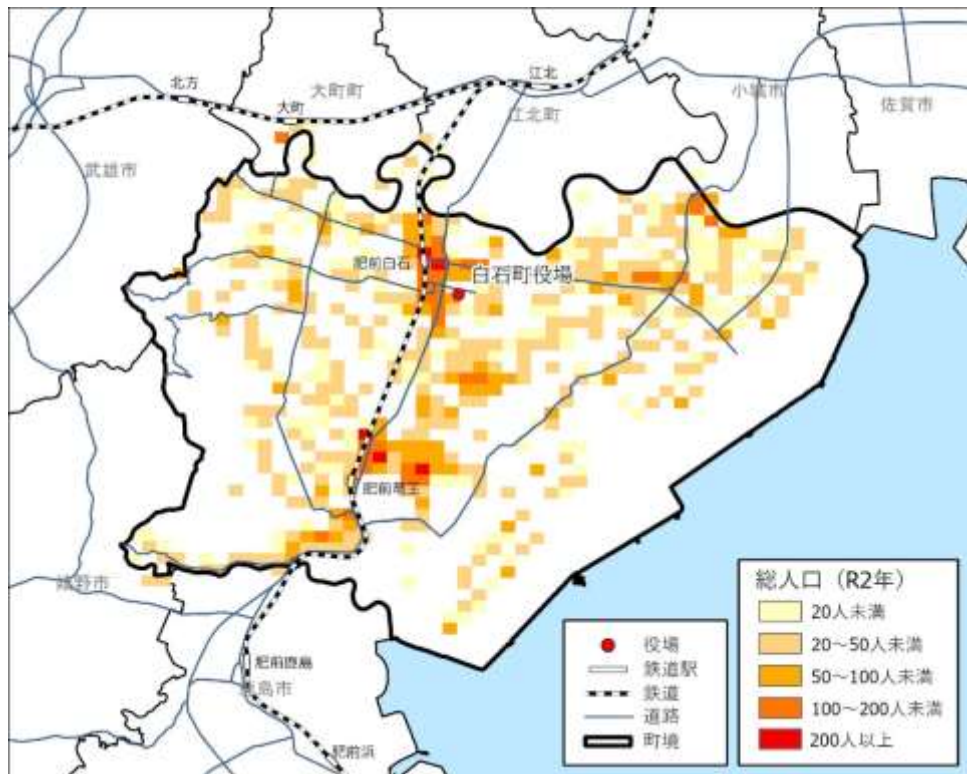 北方
大町
大町町
江北
江北町
小城市
佐賀市
武雄市
肥前白石
白石町役場
肥前竜王
嬉野市
肥前鹿島
鹿島市
肥前浜
役場
鉄道駅
鉄道
道路
町境
総人口（R2年）
20人未満
20～50人未満
50～100人未満
100～200人未満
200人以上